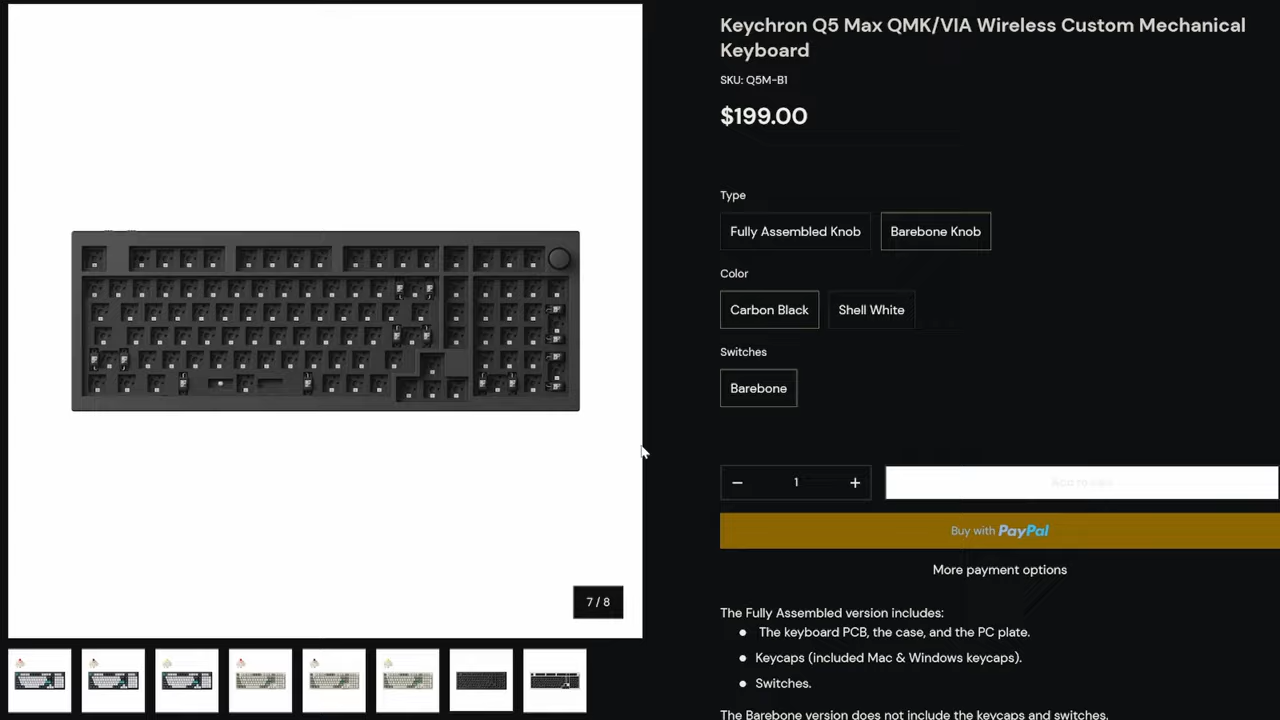 Keychron Q5 Max QMK/VIA Wireless Custom Mechanical
Keyboard
SKU: Q5M-B1
$199.00
Type
Fully Assembled Knob
Barebone Knob
Color
Carbon Black
Shell White
Switches
Barebone
− 1 +
Add to cart
Buy with PayPal
More payment options
7 / 8
The Fully Assembled version includes:
● The keyboard PCB, the case, and the PC plate.
● Keycaps (included Mac & Windows keycaps).
● Switches.
The Barebone version does not include the keycaps and switches.